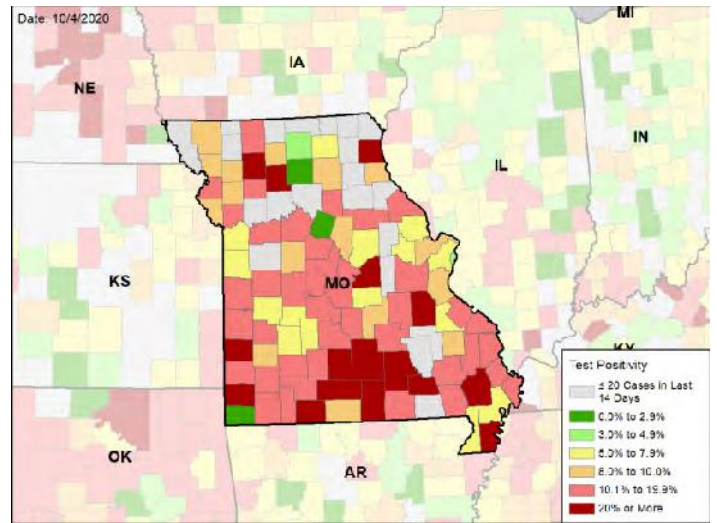 Date: 10/4/2020
MI
IA
NE
IN
IL
KS
MO
KY
Test Positivity
≤ 20 Cases in Last
14 Days
0.0% to 2.9%
3.0% to 4.9%
5.0% to 7.9%
8.0% to 10.0%
10.1% to 19.9%
20% or More
OK
AR